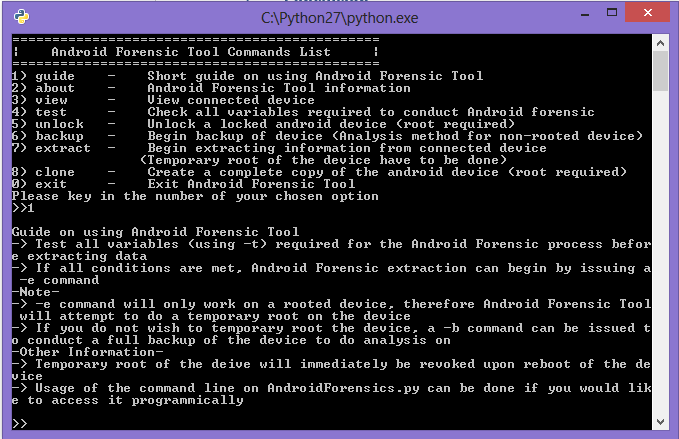 C:\Python27\python.exe
==========================================
|    Android Forensic Tool Commands List    |
==========================================
1) guide    -    Short guide on using Android Forensic Tool
2) about    -    Android Forensic Tool information
3) view    -    View connected device
4) test    -    Check all variables required to conduct Android forensic
5) unlock    -    Unlock a locked android device (root required)
6) backup    -    Begin backup of device (Analysis method for non-rooted device)
7) extract    -    Begin extracting information from connected device
(Temporary root of the device have to be done)
8) clone    -    Create a complete copy of the android device (root required)
0) exit    -    Exit Android Forensic Tool
Please key in the number of your chosen option
>>1
Guide on using Android Forensic Tool
-> Test all variables (using -t) required for the Android Forensic process befor
e extracting data
-> If all conditions are met, Android Forensic extraction can begin by issuing a
-e command
-Note-
-> -e command will only work on a rooted device, therefore Android Forensic Tool
will attempt to do a temporary root on the device
-> If you do not wish to temporary root the device, a -b command can be issued t
o conduct a full backup of the device to do analysis on
-Other Information-
-> Temporary root of the deive will immediately be revoked upon reboot of the de
vice
-> Usage of the command line on AndroidForensics.py can be done if you would lik
e to access it programmically
>>